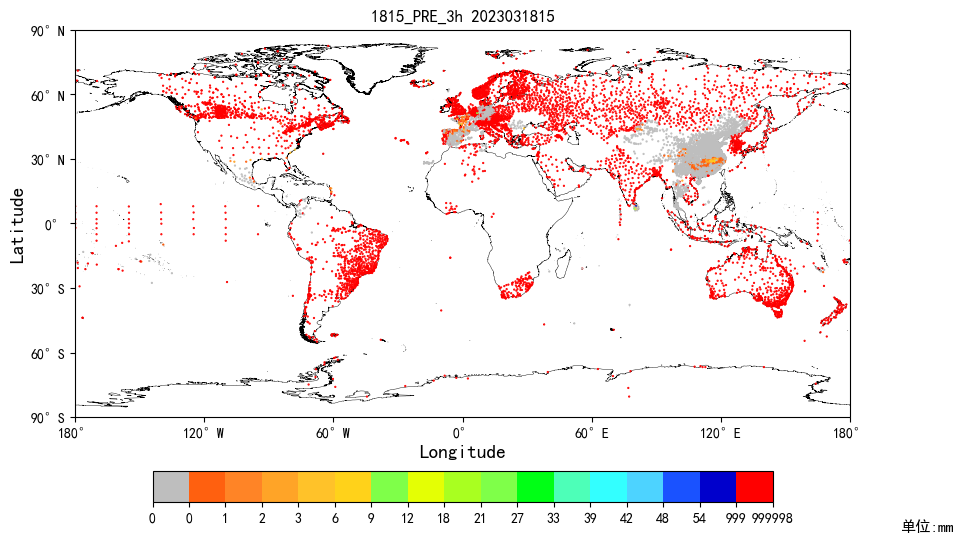 1815_PRE_3h 2023031815
90° N
60° N
30° N
0°
30° S
60° S
90° S
Latitude
180° 120° W 60° W 0° 60° E 120° E 180°
Longitude
0 0 1 2 3 6 9 12 18 21 27 33 39 42 48 54 999 999998
单位:mm